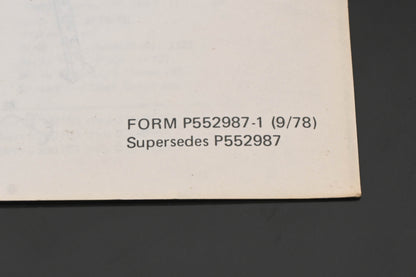 FORM P552987-1 (9/78)
Supersedes P552987